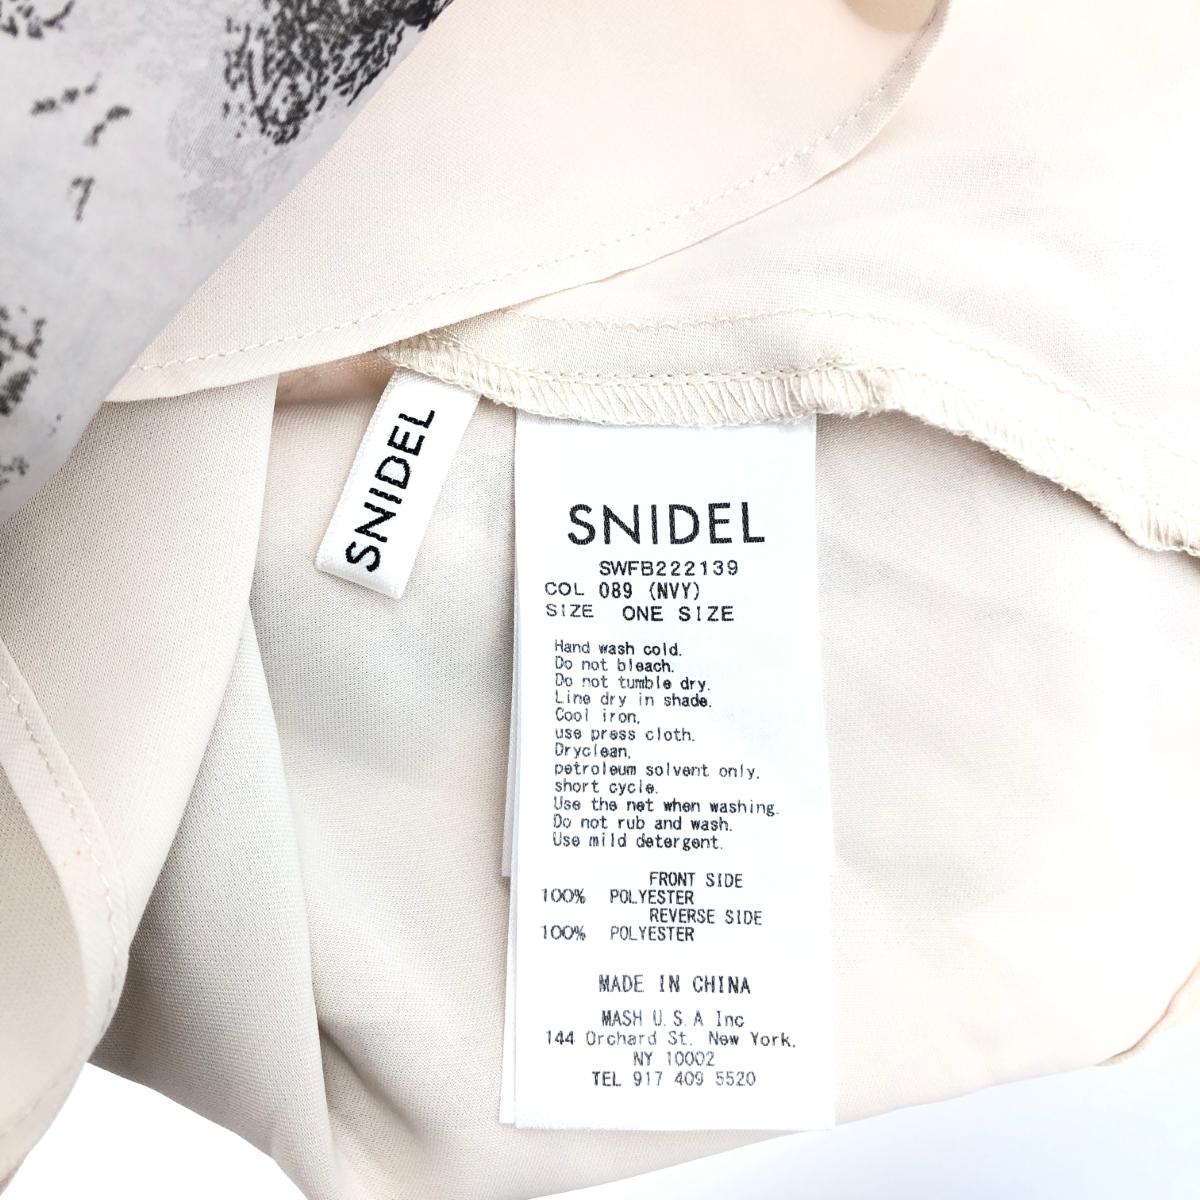 SNIDEL
SNIDEL
SWFB222139
COL 089 (NVY)
SIZE ONE SIZE
Hand wash cold.
Do not bleach.
Do not tumble dry.
Line dry in shade.
Cool iron,
use press cloth.
Dryclean,
petroleum solvent only,
short cycle.
Use the net when washing.
Do not rub and wash.
Use mild detergent.
FRONT SIDE
100% POLYESTER
REVERSE SIDE
100% POLYESTER
MADE IN CHINA
MASH U.S.A Inc
144 Orchard St. New York,
NY 10002
TEL 917 409 5520